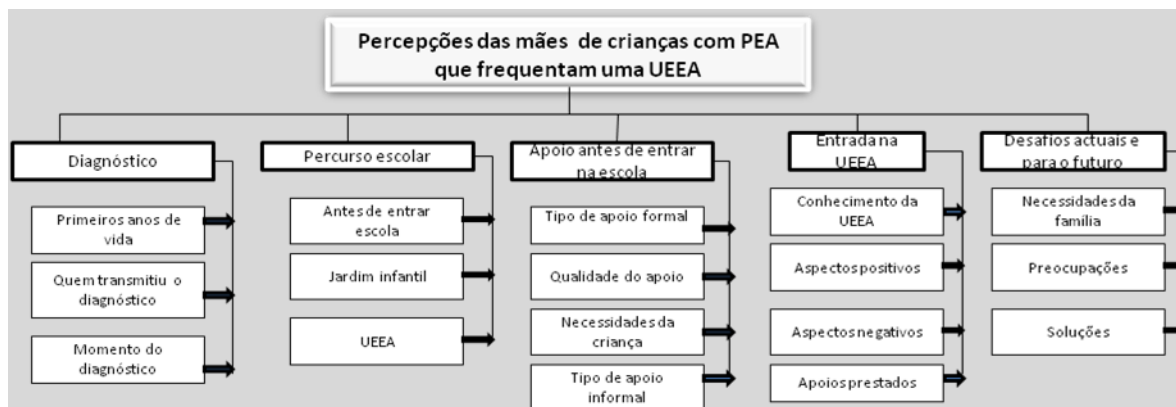 Percepções das mães de crianças com PEA
que frequentam uma UEEA
Diagnóstico
Primeiros anos de
vida
Quem transmitiu o
diagnóstico
Momento do
diagnóstico
Percurso escolar
Antes de entrar
escola
Jardim infantil
UEEA
Apoio antes de entrar
na escola
Tipo de apoio formal
Qualidade do apoio
Necessidades da
criança
Tipo de apoio
informal
Entrada na
UEEA
Conhecimento da
UEEA
Aspectos positivos
Aspectos negativos
Apoios prestados
Desafios actuais e
para o futuro
Necessidades da
família
Preocupações
Soluções